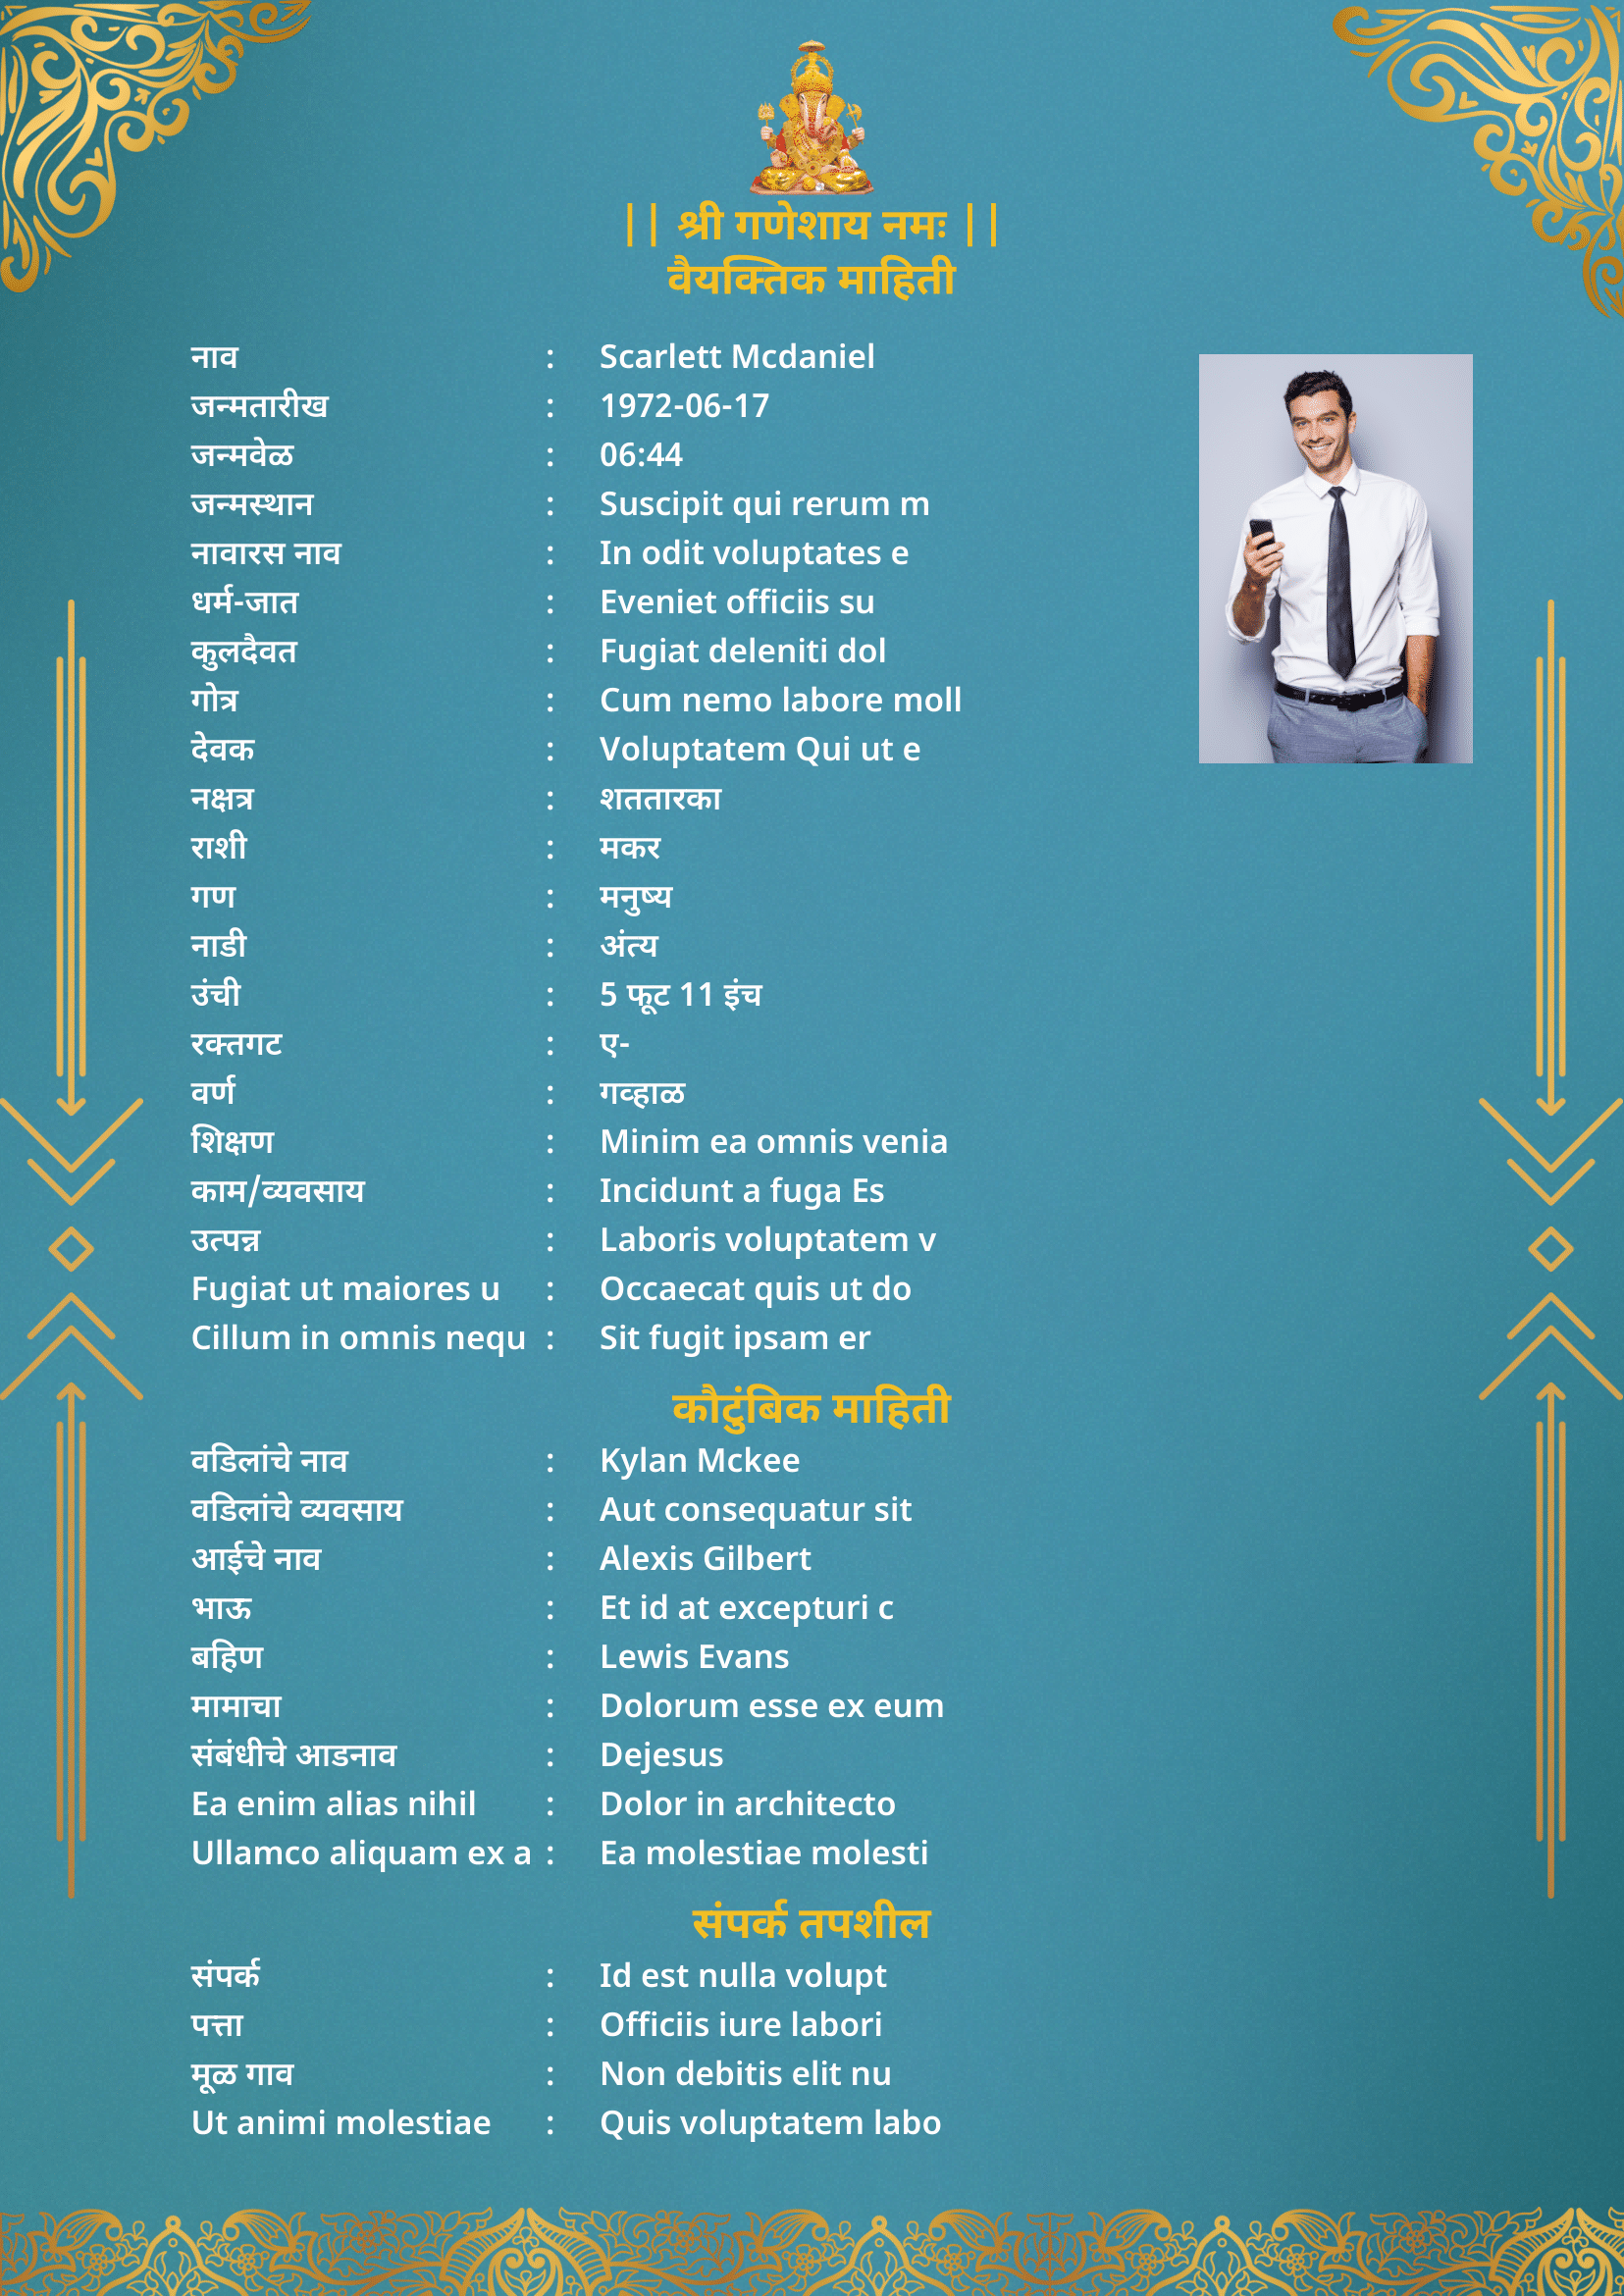 || श्री गणेशाय नमः ||
वैयक्तिक माहिती
नाव : Scarlett Mcdaniel
जन्मतारीख : 1972-06-17
जन्मवेळ : 06:44
जन्मस्थान : Suscipit qui rerum m
नावारस नाव : In odit voluptates e
धर्म-जात : Eveniet officiis su
कुलदैवत : Fugiat deleniti dol
गोत्र : Cum nemo labore moll
देवक : Voluptatem Qui ut e
नक्षत्र : शततारका
राशी : मकर
गण : मनुष्य
नाडी : अंत्य
उंची : 5 फूट 11 इंच
रक्तगट : ए-
वर्ण : गव्हाळ
शिक्षण : Minim ea omnis venia
काम/व्यवसाय : Incidunt a fuga Es
उत्पन्न : Laboris voluptatem v
Fugiat ut maiores u : Occaecat quis ut do
Cillum in omnis nequ : Sit fugit ipsam er
कौटुंबिक माहिती
वडिलांचे नाव : Kylan Mckee
वडिलांचे व्यवसाय : Aut consequatur sit
आईचे नाव : Alexis Gilbert
भाऊ : Et id at excepturi c
बहिण : Lewis Evans
मामाचा : Dolorum esse ex eum
संबंधीचे आडनाव : Dejesus
Ea enim alias nihil : Dolor in architecto
Ullamco aliquam ex a : Ea molestiae molesti
संपर्क तपशील
संपर्क : Id est nulla volupt
पत्ता : Officiis iure labori
मूळ गाव : Non debitis elit nu
Ut animi molestiae : Quis voluptatem labo